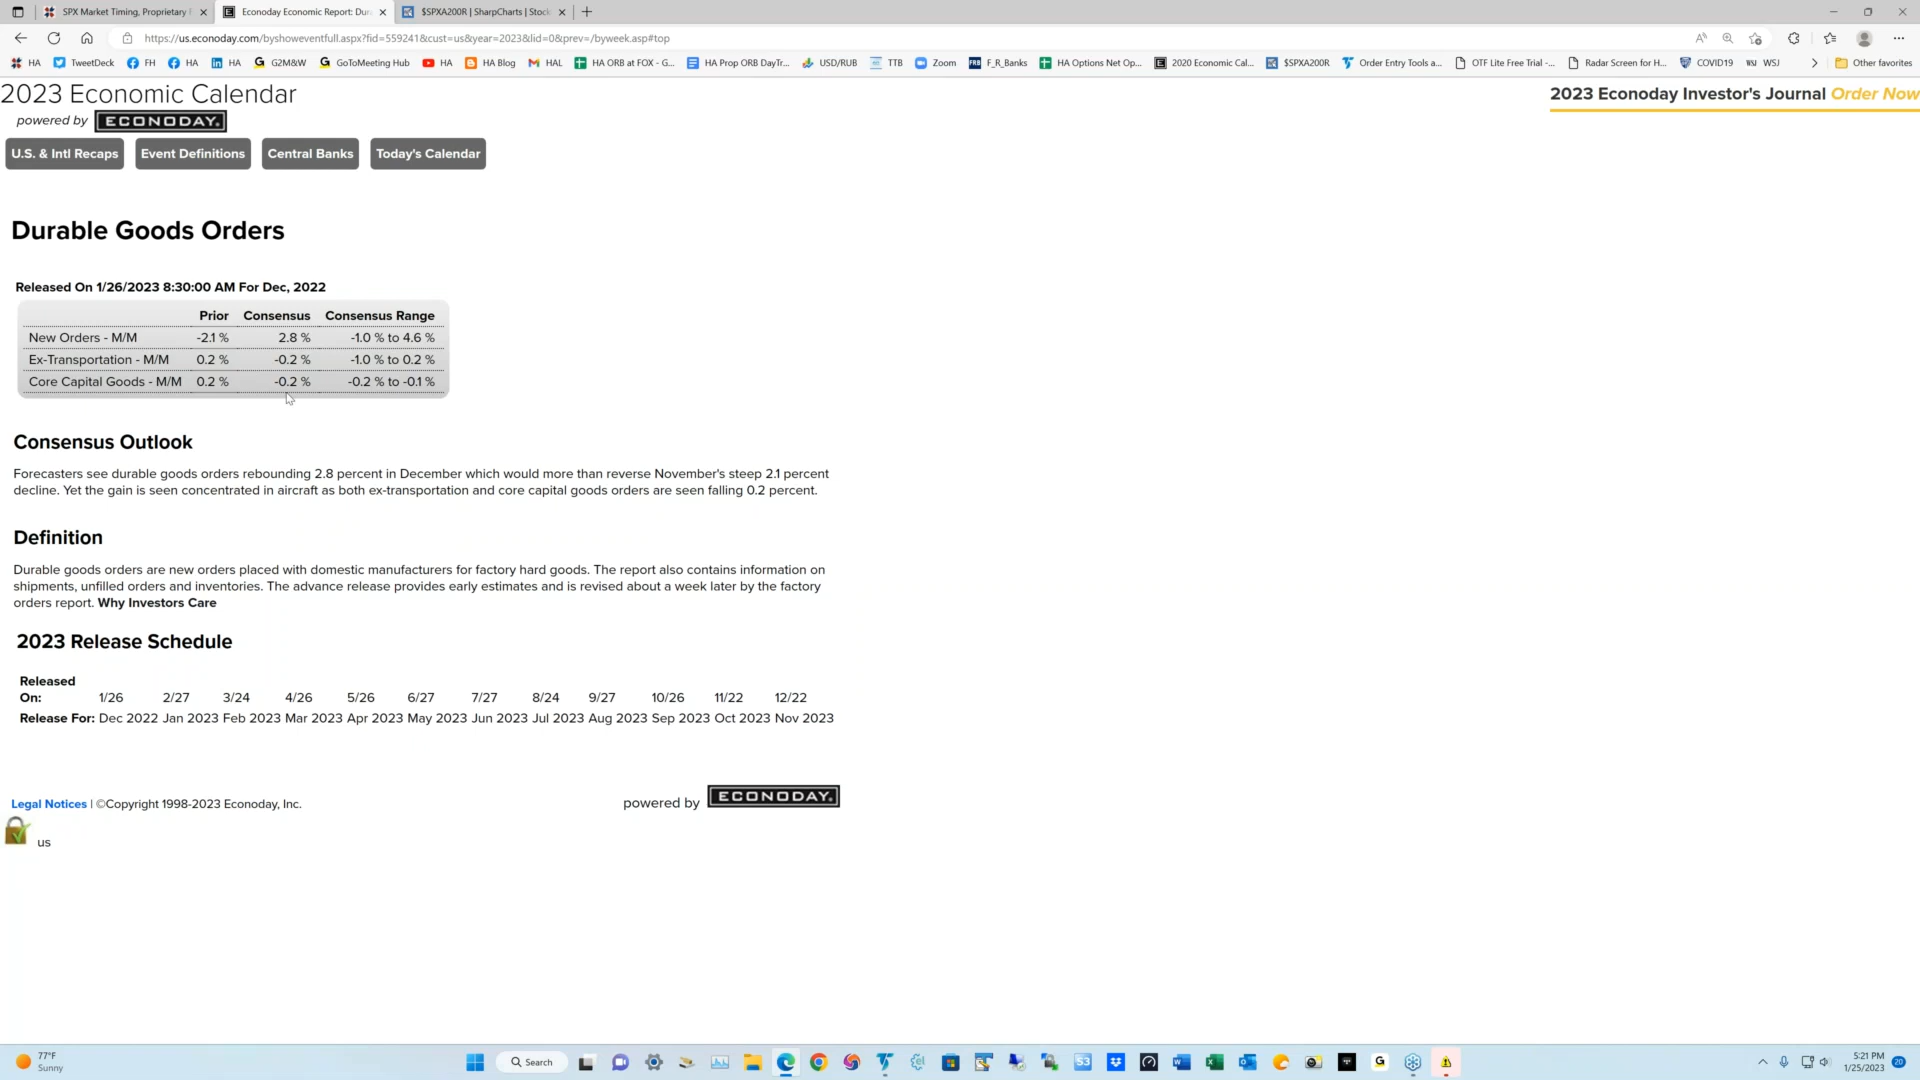 SPX Market Timing, Proprietary
Econoday Economic Report: Dur
$SPXA200R | SharpCharts | Stock
https://us.econoday.com/byshoweventfull.aspx?fid=559241&cust=us&year=2023&lid=0&prev=/byweek.asp#top
HA TweetDeck FH HA HA G2M&W GoToMeeting Hub HA HA Blog HAL HA ORB at FOX - G... HA Prop ORB DayTr... USD/RUB TTB Zoom FRB F_R_Banks HA Options Net Op... 2020 Economic Cal... $SPXA200R Order Entry Tools a... OTF Lite Free Trial -... Radar Screen for H... COVID19 WSJ WSJ Other favorites
2023 Economic Calendar
powered by ECONODAY.
2023 Econoday Investor's Journal Order Now
U.S. & Intl Recaps Event Definitions Central Banks Today's Calendar
Durable Goods Orders
Released On 1/26/2023 8:30:00 AM For Dec, 2022
Prior Consensus Consensus Range
New Orders - M/M -2.1 % 2.8 % -1.0 % to 4.6 %
Ex-Transportation - M/M 0.2 % -0.2 % -1.0 % to 0.2 %
Core Capital Goods - M/M 0.2 % -0.2 % -0.2 % to -0.1 %
Consensus Outlook
Forecasters see durable goods orders rebounding 2.8 percent in December which would more than reverse November's steep 2.1 percent
decline. Yet the gain is seen concentrated in aircraft as both ex-transportation and core capital goods orders are seen falling 0.2 percent.
Definition
Durable goods orders are new orders placed with domestic manufacturers for factory hard goods. The report also contains information on
shipments, unfilled orders and inventories. The advance release provides early estimates and is revised about a week later by the factory
orders report. Why Investors Care
2023 Release Schedule
Released
On: 1/26 2/27 3/24 4/26 5/26 6/27 7/27 8/24 9/27 10/26 11/22 12/22
Release For: Dec 2022 Jan 2023 Feb 2023 Mar 2023 Apr 2023 May 2023 Jun 2023 Jul 2023 Aug 2023 Sep 2023 Oct 2023 Nov 2023
Legal Notices | ©Copyright 1998-2023 Econoday, Inc.
powered by ECONODAY.
us
77°F
Sunny
Search
5:21 PM
1/25/2023
20